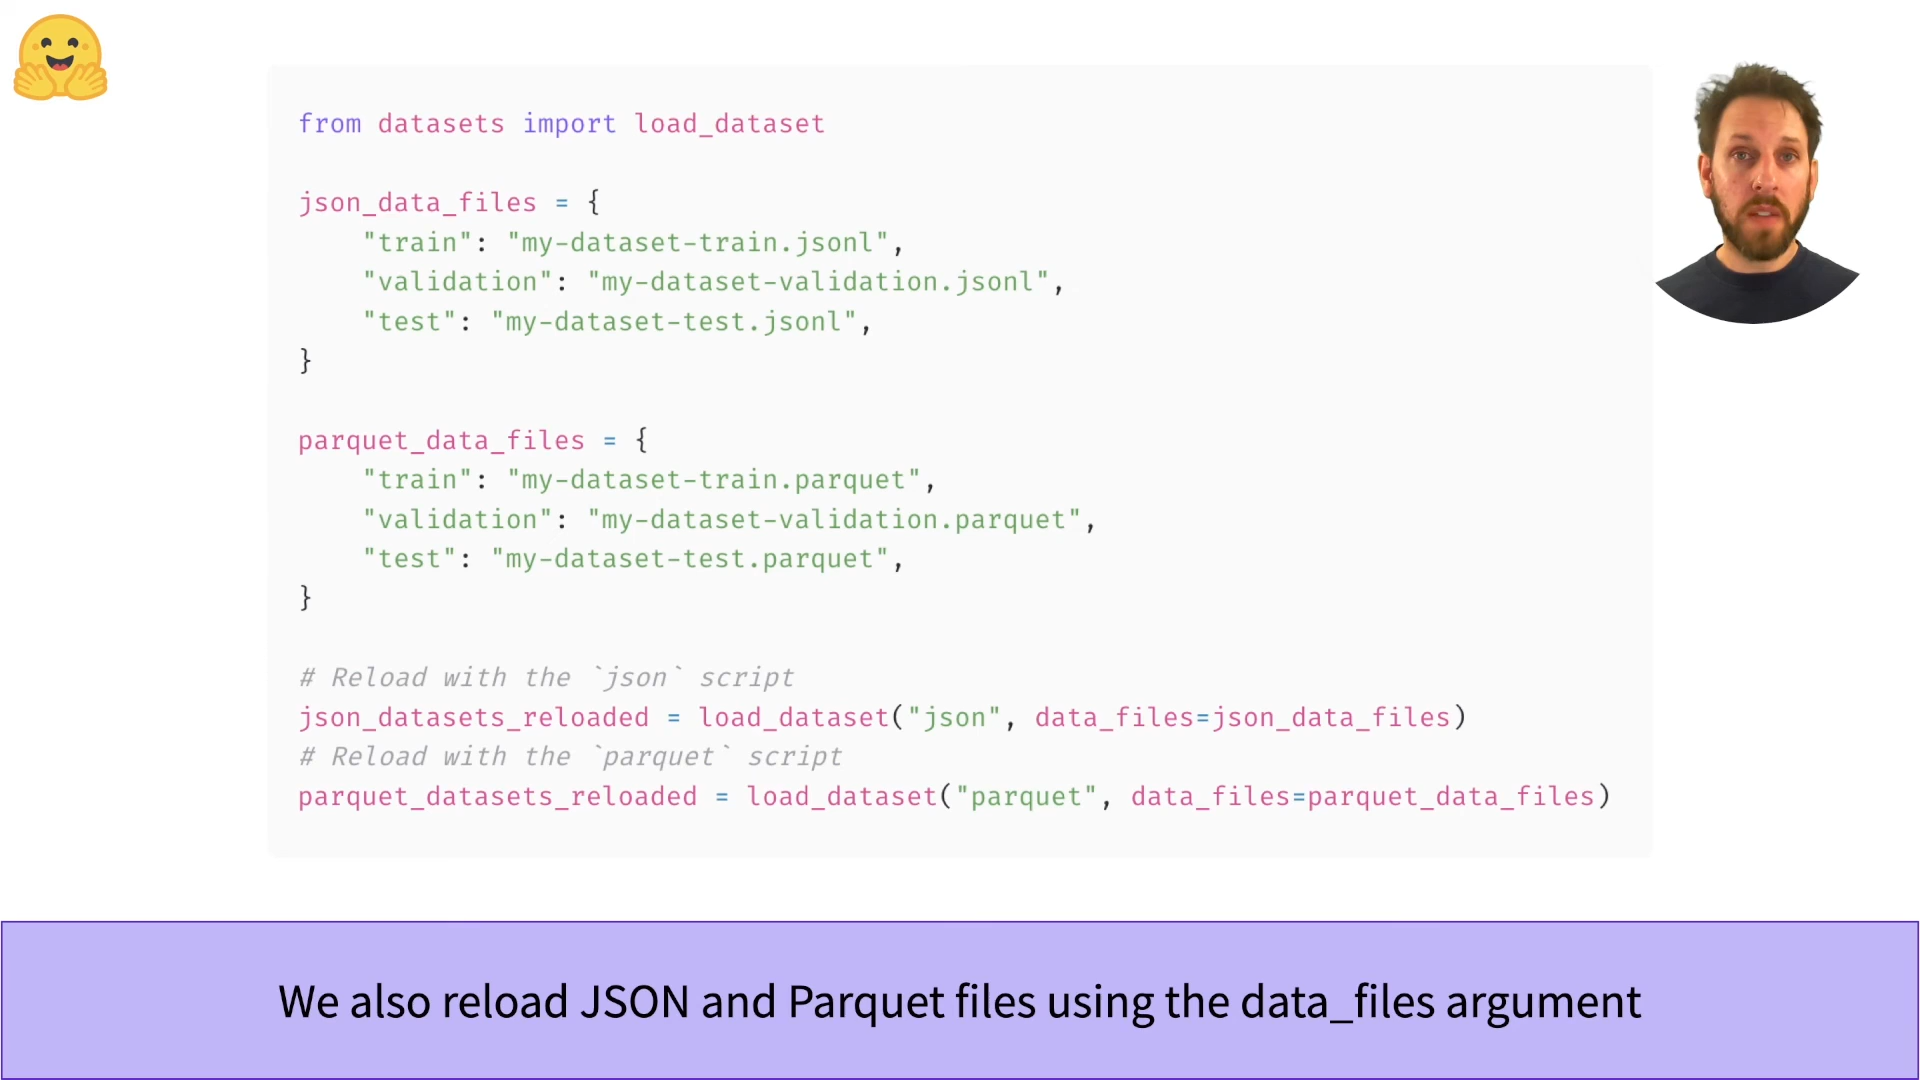 from datasets import load_dataset
json_data_files = {
    "train": "my-dataset-train.jsonl",
    "validation": "my-dataset-validation.jsonl",
    "test": "my-dataset-test.jsonl",
}
parquet_data_files = {
    "train": "my-dataset-train.parquet",
    "validation": "my-dataset-validation.parquet",
    "test": "my-dataset-test.parquet",
}
# Reload with the `json` script
json_datasets_reloaded = load_dataset("json", data_files=json_data_files)
# Reload with the `parquet` script
parquet_datasets_reloaded = load_dataset("parquet", data_files=parquet_data_files)
We also reload JSON and Parquet files using the data_files argument